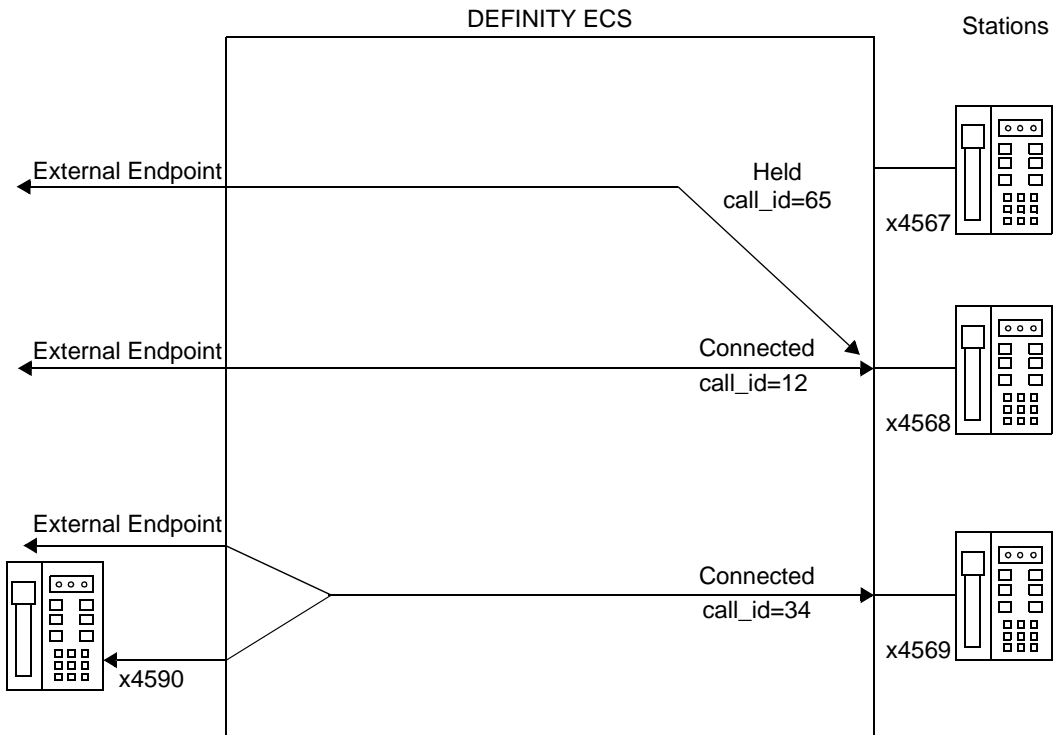 DEFINITY ECS
Stations
External Endpoint
Held
call_id=65
x4567
External Endpoint
Connected
call_id=12
x4568
External Endpoint
Connected
call_id=34
x4569
x4590